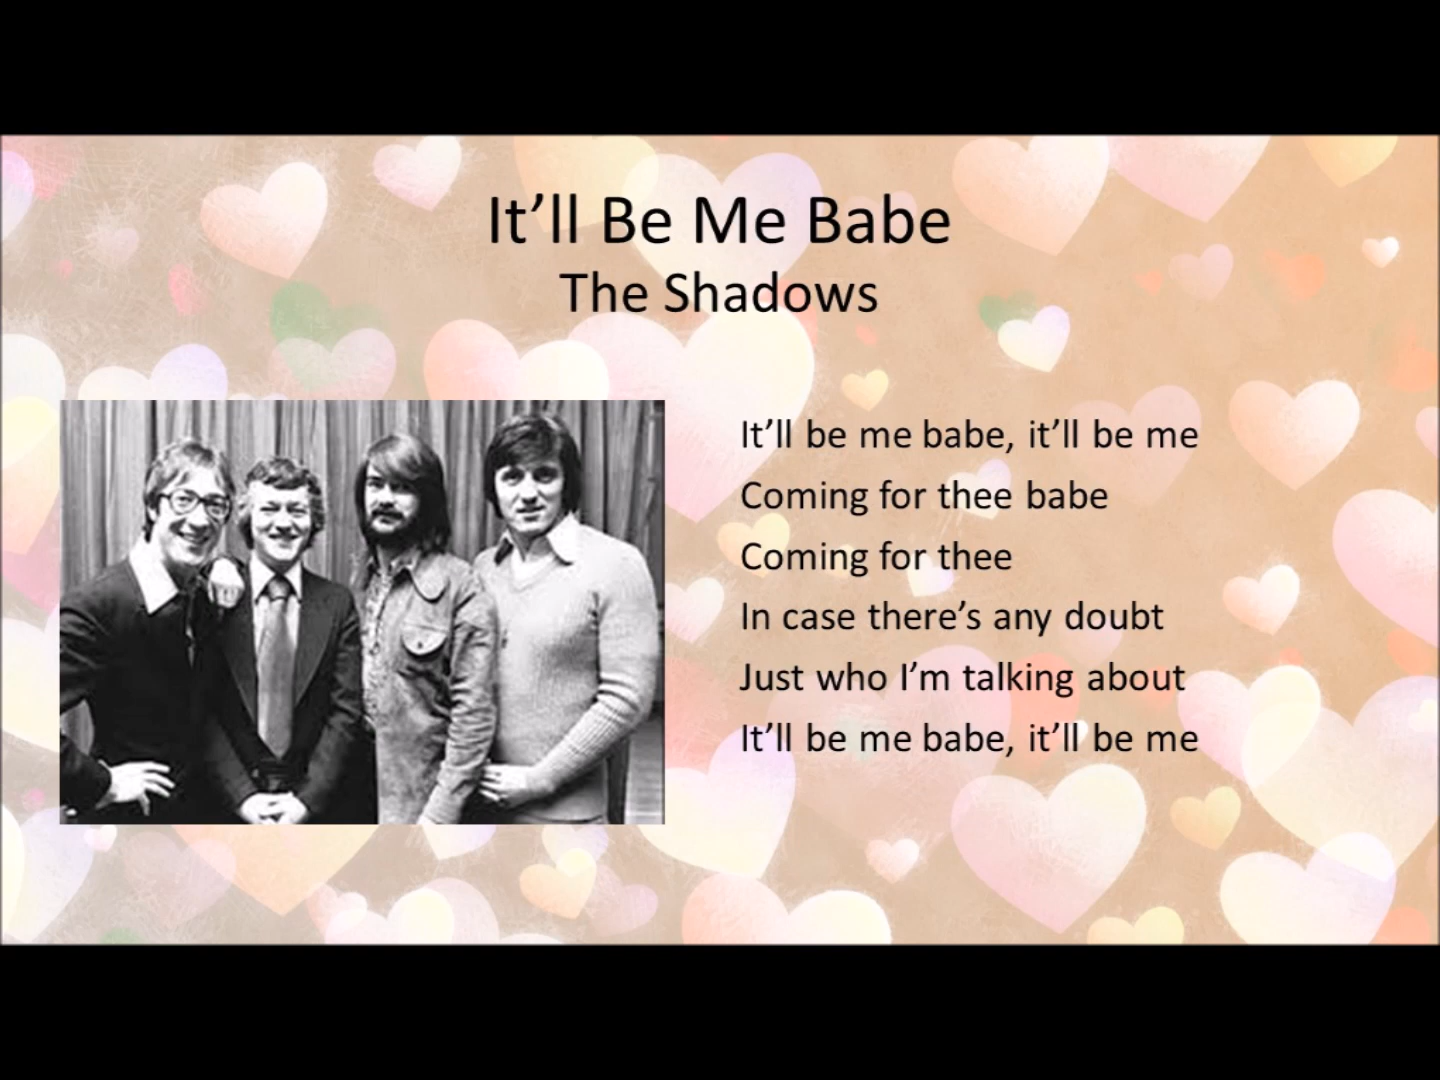 It’ll Be Me Babe
The Shadows
It’ll be me babe, it’ll be me
Coming for thee babe
Coming for thee
In case there’s any doubt
Just who I’m talking about
It’ll be me babe, it’ll be me